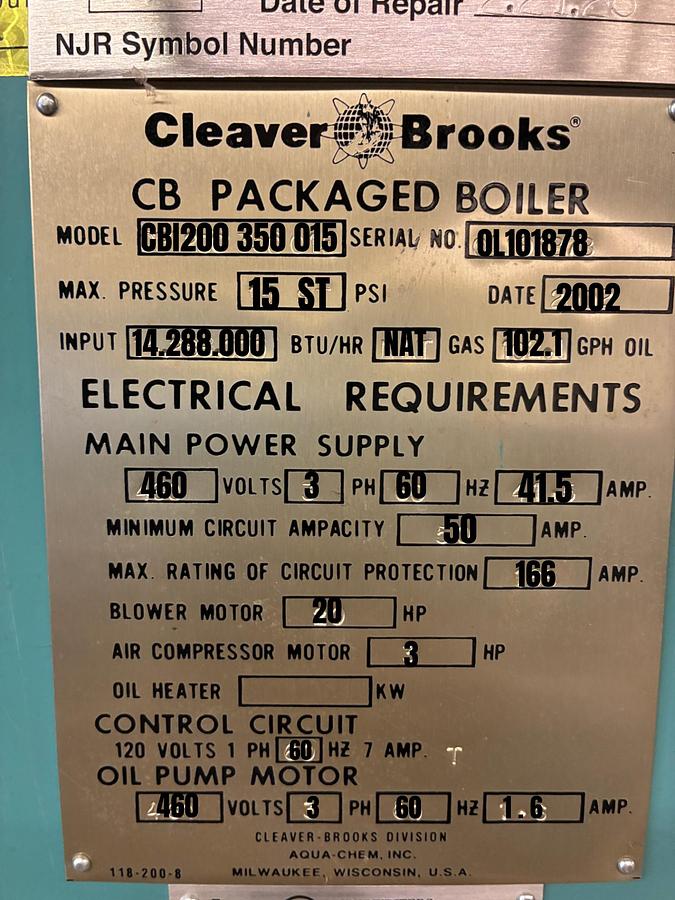 Date of Repair
NJR Symbol Number
Cleaver Brooks®
CB PACKAGED BOILER
MODEL CBI200 350 015 SERIAL NO. OL101878
MAX. PRESSURE 15 ST PSI DATE 2002
INPUT 14.288.000 BTU/HR NAT GAS 102.1 GPH OIL
ELECTRICAL REQUIREMENTS
MAIN POWER SUPPLY
460 VOLTS 3 PH 60 HZ 41.5 AMP.
MINIMUM CIRCUIT AMPACITY 50 AMP.
MAX. RATING OF CIRCUIT PROTECTION 166 AMP.
BLOWER MOTOR 20 HP
AIR COMPRESSOR MOTOR 3 HP
OIL HEATER KW
CONTROL CIRCUIT
120 VOLTS 1 PH 60 HZ 7 AMP. T
OIL PUMP MOTOR
460 VOLTS 3 PH 60 HZ 1.6 AMP.
CLEAVER-BROOKS DIVISION
AQUA-CHEM, INC.
118-200-8 MILWAUKEE, WISCONSIN, U.S.A.